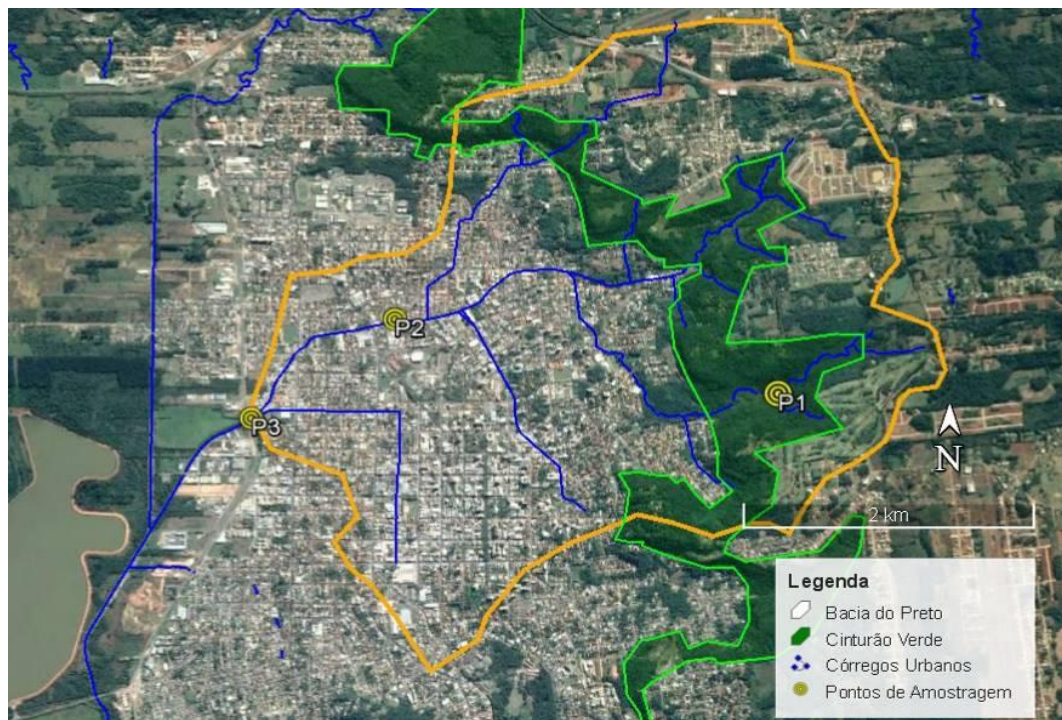 P2
P1
P3
N
2 km
Legenda
Bacia do Preto
Cinturão Verde
Córregos Urbanos
Pontos de Amostragem